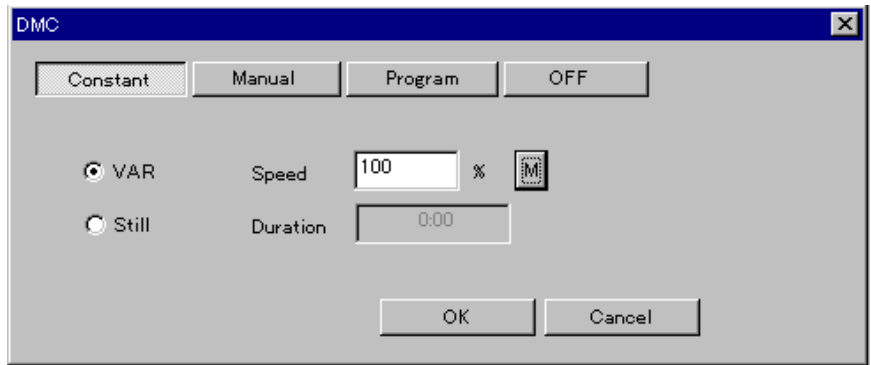 DMC
Constant Manual Program OFF
VAR Speed 100 % M
Still Duration 0:00
OK Cancel